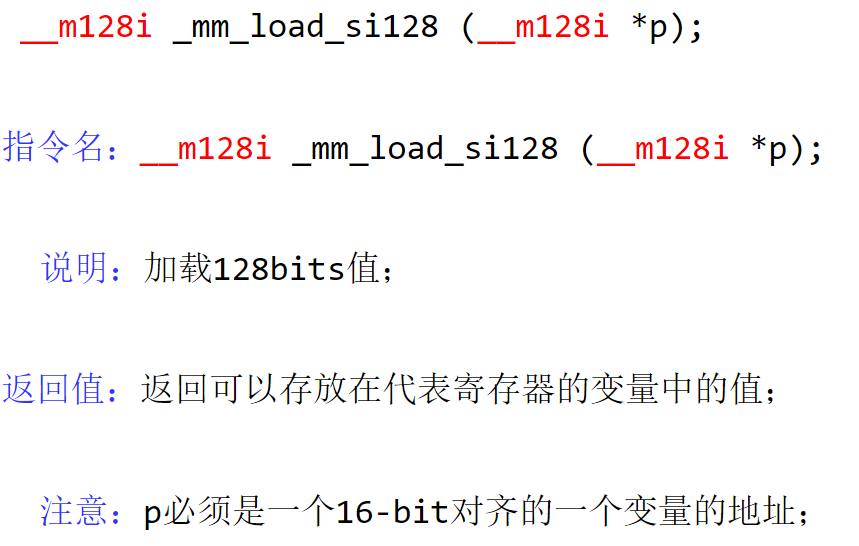 __m128i _mm_load_si128 (__m128i *p);
指令名：__m128i _mm_load_si128 (__m128i *p);
说明：加载128bits值；
返回值：返回可以存放在代表寄存器的变量中的值；
注意：p必须是一个16-bit对齐的一个变量的地址；